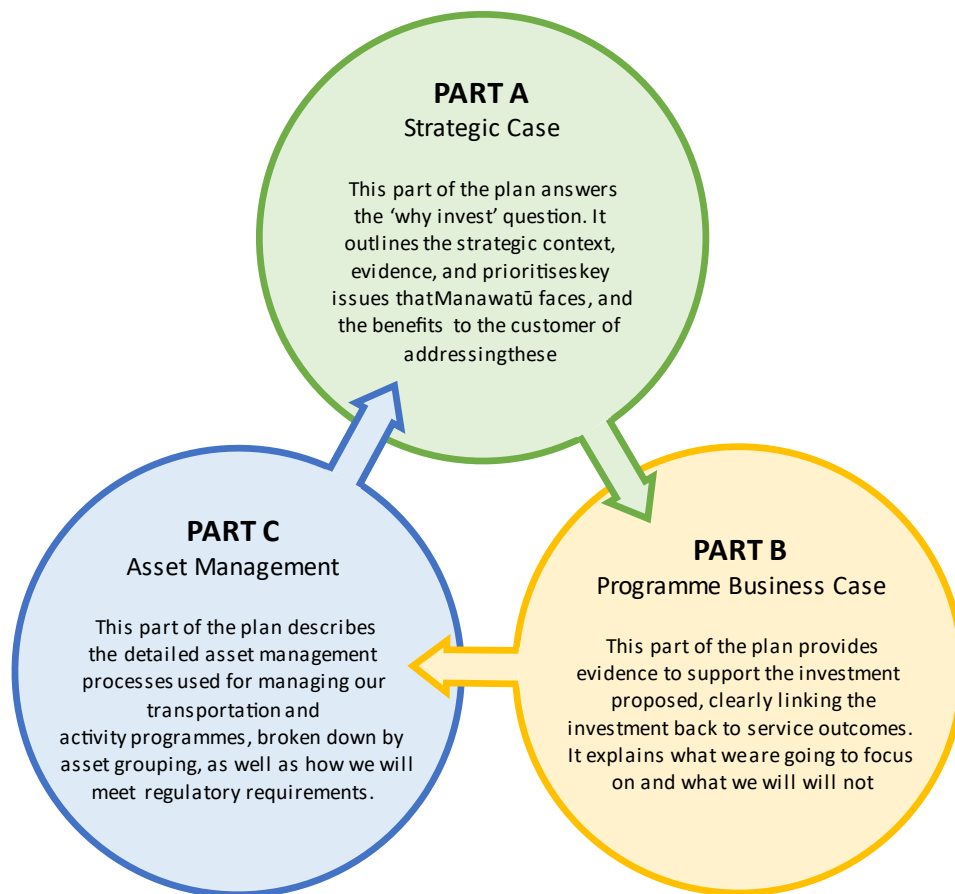 PART A
Strategic Case
This part of the plan answers
the ‘why invest’ question. It
outlines the strategic context,
evidence, and prioritiseskey
issues thatManawatū faces, and
the benefits to the customer of
addressingthese
PART C
Asset Management
This part of the plan describes
the detailed asset management
processes used for managing our
transportation and
activity programmes, broken down by
asset grouping, as well as how we will
meet regulatory requirements.
PART B
Programme Business Case
This part of the plan provides
evidence to support the investment
proposed, clearly linking the
investment back to service outcomes.
It explains what weare going to focus
on and what we will will not